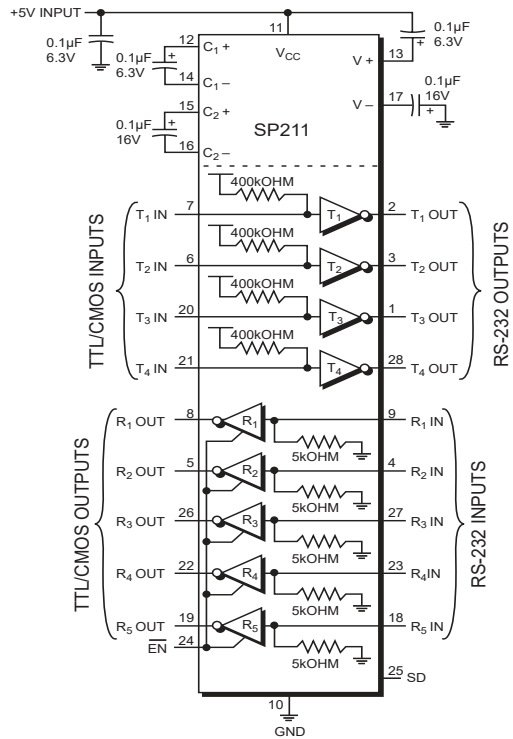 +5V INPUT
0.1µF
6.3V
11
VCC
0.1µF
6.3V
12
C1+
0.1µF
6.3V
14
C1–
V+
13
15
C2+
0.1µF
16V
16
C2–
V–
17
0.1µF
16V
SP211
400kOHM
T1 IN
7
T1
2
T1 OUT
400kOHM
T2 IN
6
T2
3
T2 OUT
400kOHM
T3 IN
20
T3
1
T3 OUT
400kOHM
T4 IN
21
T4
28
T4 OUT
TTL/CMOS INPUTS
RS-232 OUTPUTS
R1 OUT
8
R1
9
R1 IN
5kOHM
R2 OUT
5
R2
4
R2 IN
5kOHM
R3 OUT
26
R3
27
R3 IN
5kOHM
R4 OUT
22
R4
23
R4IN
5kOHM
R5 OUT
19
R5
18
R5 IN
5kOHM
TTL/CMOS OUTPUTS
RS-232 INPUTS
EN
24
25
SD
10
GND